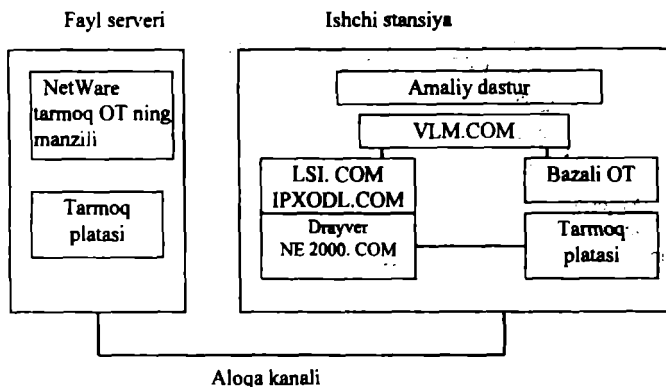 Fayl serveri
Ishchi stansiya
NetWare
tarmoq OT ning
manzili
Tarmoq
platasi
Amaliy dastur
VLM.COM
LSI. COM
IPXODL.COM
Drayver
NE 2000. COM
Bazali OT
Tarmoq
platasi
Aloqa kanali